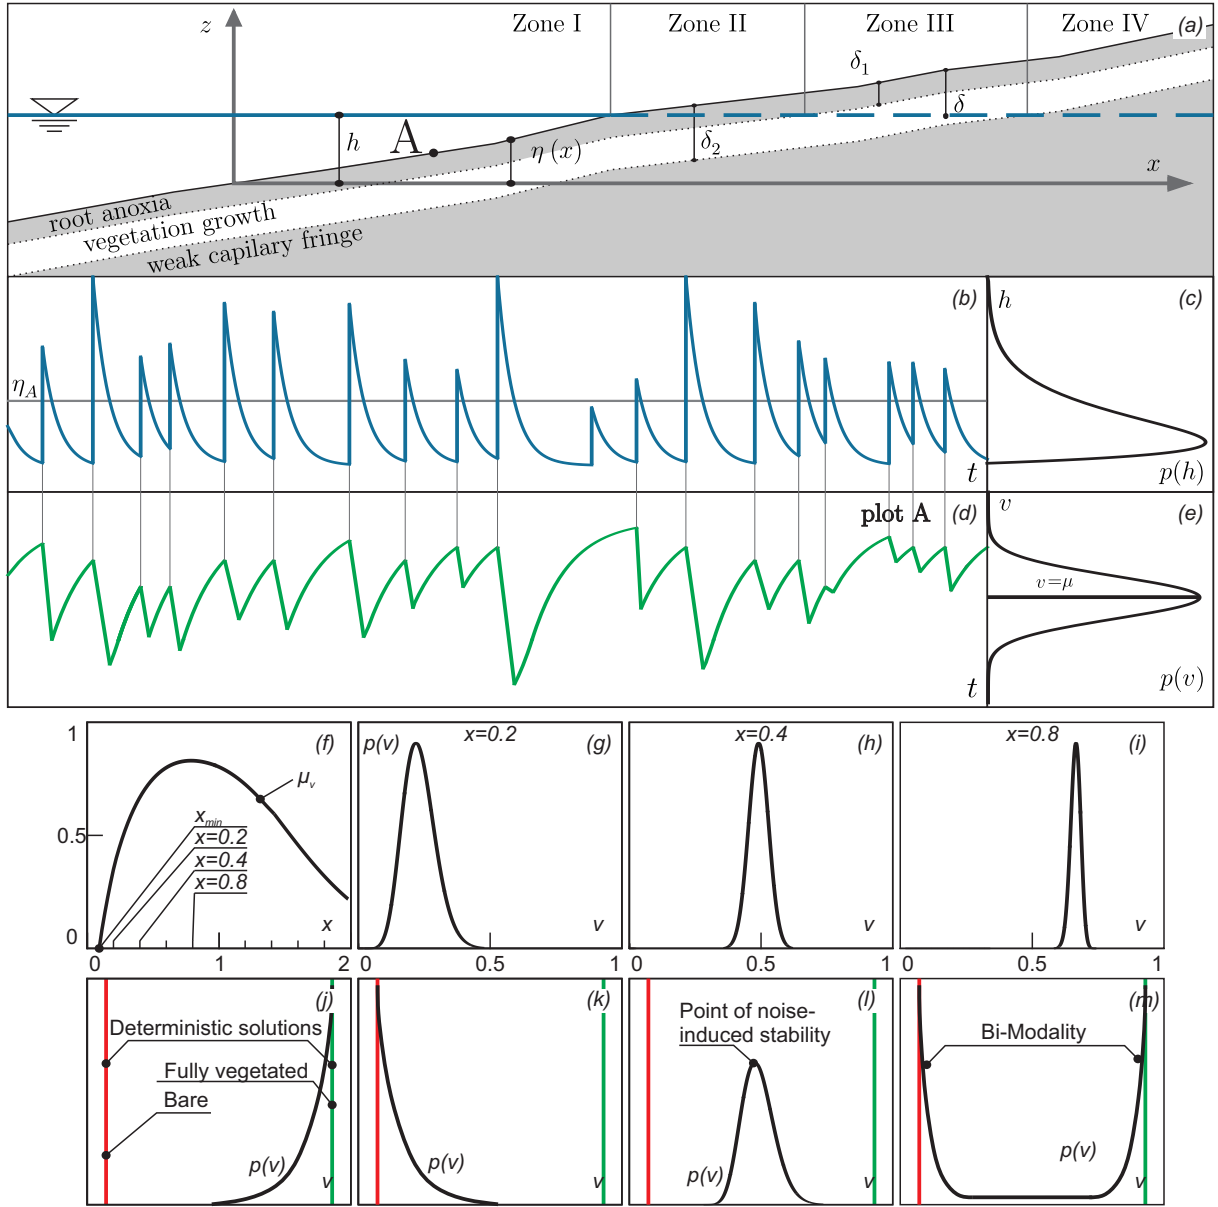 z
Zone I
Zone II
Zone III
Zone IV
(a)
δ1
δ
h
A
η (x)
δ2
x
root anoxia
vegetation growth
weak capilary fringe
(b)
h
(c)
ηA
t
p(h)
plot A
(d)
v
(e)
v=μ
t
p(v)
1
(f)
μv
xmin
0.5
x=0.2
x=0.4
x=0.8
0
x
0
1
2
p(v)
x=0.2
(g)
v
0
0.5
1
x=0.4
(h)
v
0
0.5
1
x=0.8
(i)
v
0
0.5
1
(j)
Deterministic solutions
Fully vegetated
Bare
p(v)
v
(k)
p(v)
v
(l)
Point of noise-
induced stability
p(v)
v
(m)
Bi-Modality
p(v)
v